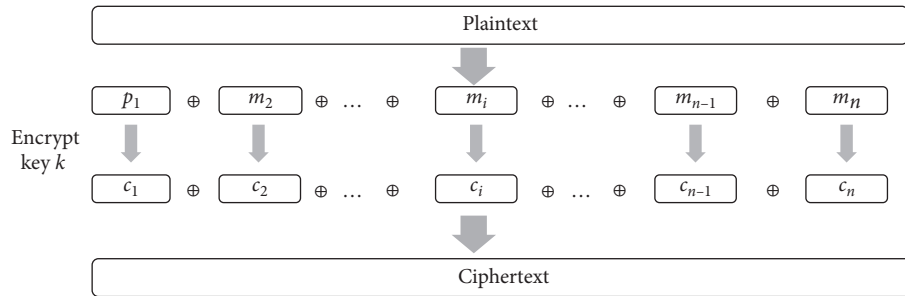 Plaintext
p1 ⊕ m2 ⊕ … ⊕ mi ⊕ … ⊕ mn–1 ⊕ mn
Encrypt
key k
c1 ⊕ c2 ⊕ … ⊕ ci ⊕ … ⊕ cn–1 ⊕ cn
Ciphertext